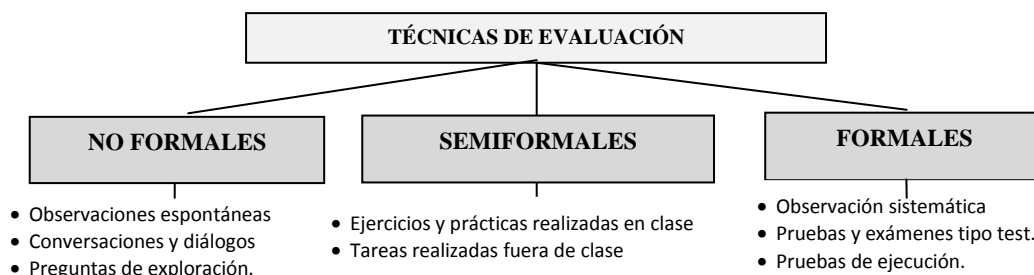 TÉCNICAS DE EVALUACIÓN
NO FORMALES
• Observaciones espontáneas
• Conversaciones y diálogos
• Preguntas de exploración.
SEMIFORMALES
• Ejercicios y prácticas realizadas en clase
• Tareas realizadas fuera de clase
FORMALES
• Observación sistemática
• Pruebas y exámenes tipo test.
• Pruebas de ejecución.